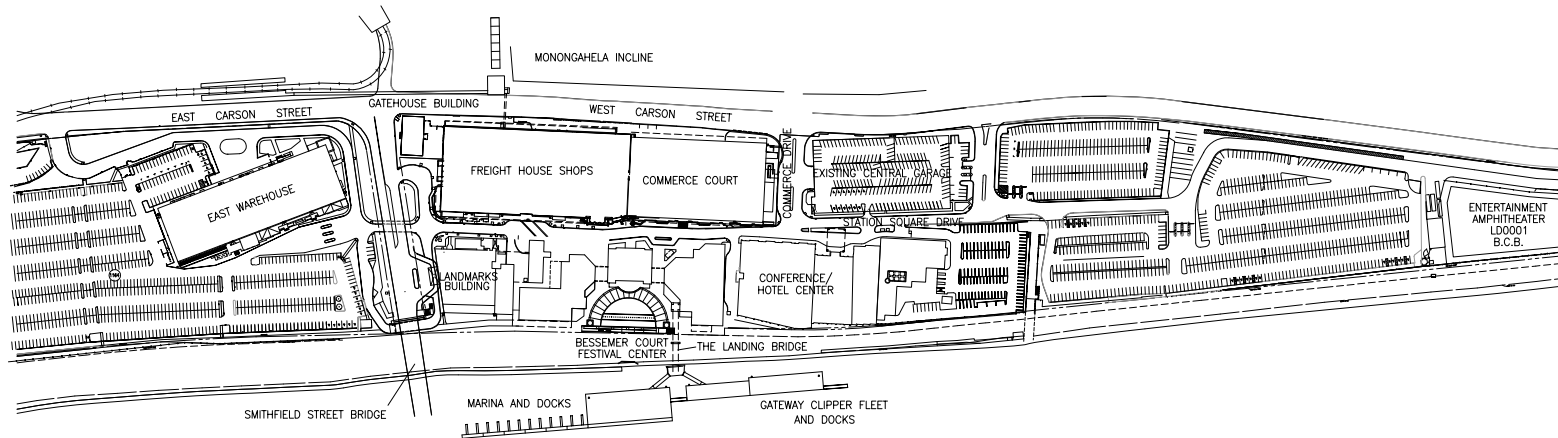 MONONGAHELA INCLINE
GATEHOUSE BUILDING
EAST CARSON STREET
WEST CARSON STREET
COMMERCE DRIVE
FREIGHT HOUSE SHOPS
COMMERCE COURT
EXISTING CENTRAL GARAGE
EAST WAREHOUSE
STATION SQUARE DRIVE
ENTERTAINMENT
AMPHITHEATER
LD0001
B.C.B.
LANDMARKS
BUILDING
CONFERENCE/
HOTEL CENTER
BESSEMER COURT
FESTIVAL CENTER
THE LANDING BRIDGE
SMITHFIELD STREET BRIDGE
MARINA AND DOCKS
GATEWAY CLIPPER FLEET
AND DOCKS